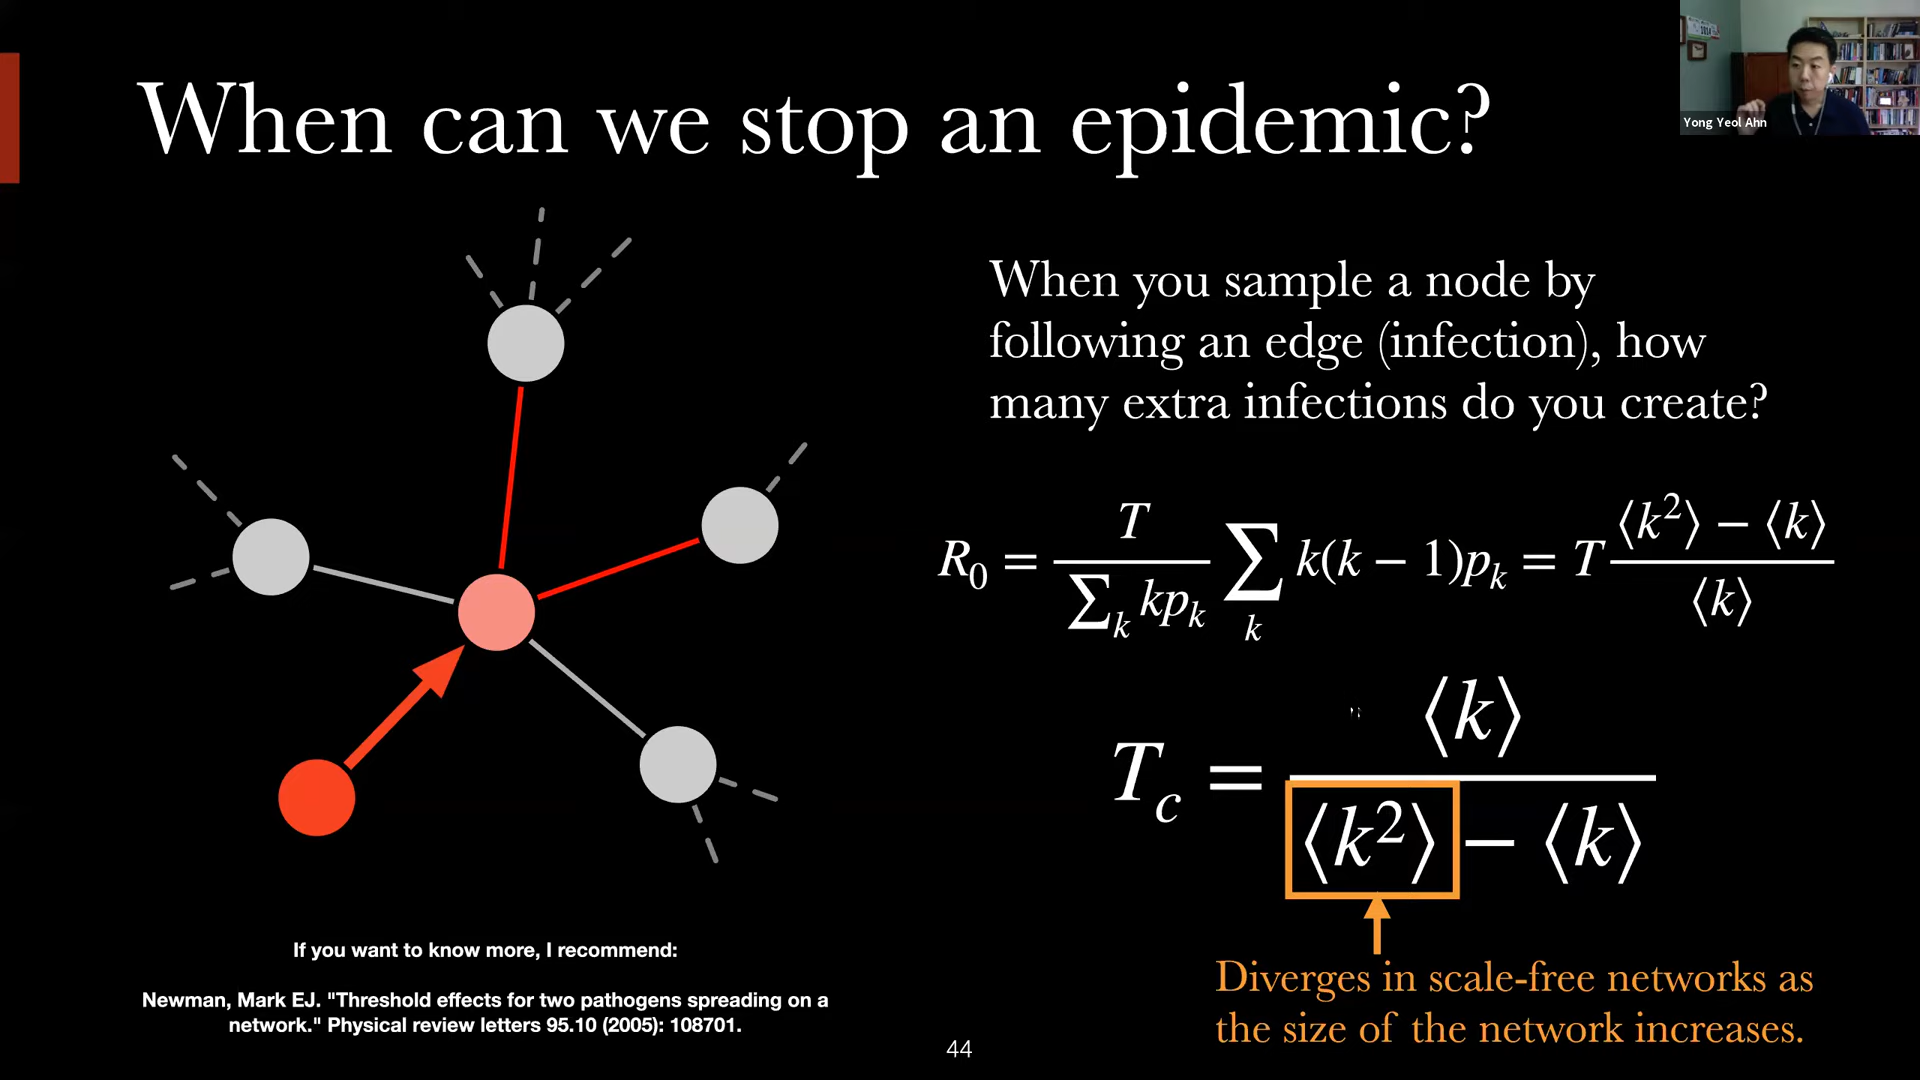 When can we stop an epidemic?
Yong Yeol Ahn
When you sample a node by
following an edge (infection), how
many extra infections do you create?
R₀ = T / ∑ₖ kpₖ ∑ₖ k(k − 1)pₖ = T (⟨k²⟩ − ⟨k⟩) / ⟨k⟩
T_c = ⟨k⟩ / (⟨k²⟩ − ⟨k⟩)
Diverges in scale-free networks as
the size of the network increases.
If you want to know more, I recommend:
Newman, Mark EJ. "Threshold effects for two pathogens spreading on a
network." Physical review letters 95.10 (2005): 108701.
44